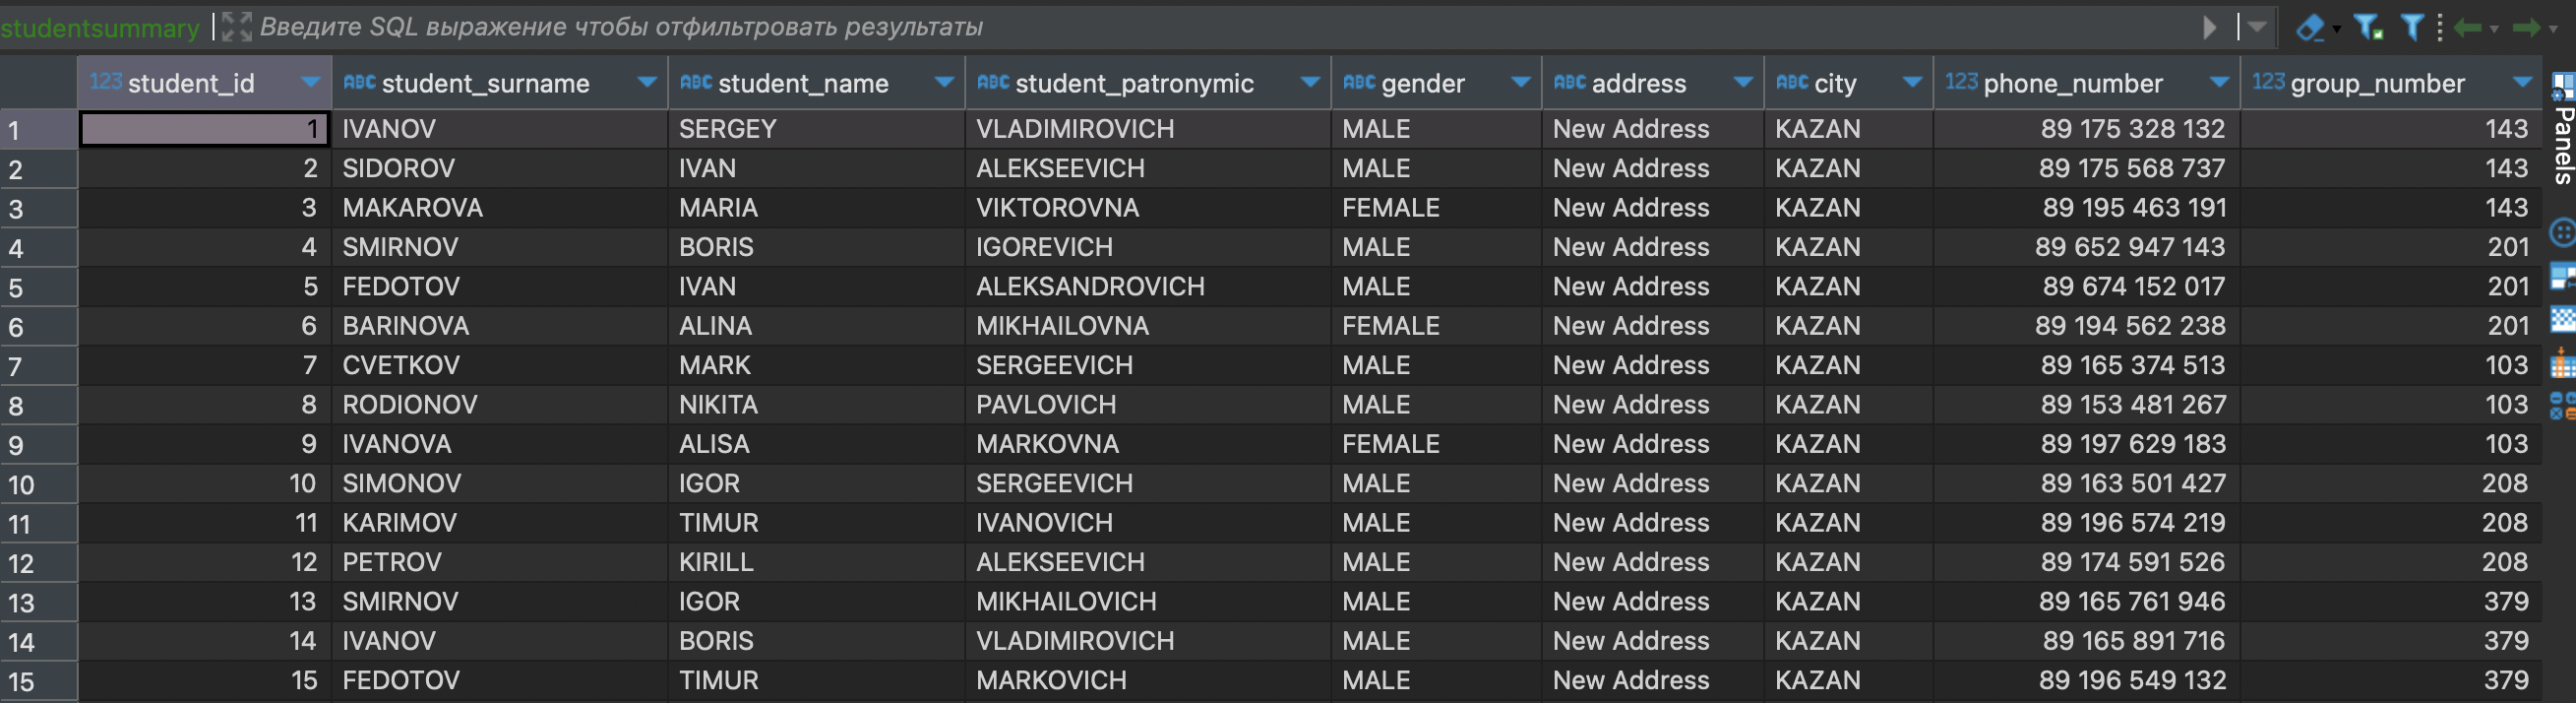 studentsummary Введите SQL выражение чтобы отфильтровать результаты
123 student_id ABC student_surname ABC student_name ABC student_patronymic ABC gender ABC address ABC city 123 phone_number 123 group_number
1 1 IVANOV SERGEY VLADIMIROVICH MALE New Address KAZAN 89 175 328 132 143
2 2 SIDOROV IVAN ALEKSEEVICH MALE New Address KAZAN 89 175 568 737 143
3 3 MAKAROVA MARIA VIKTOROVNA FEMALE New Address KAZAN 89 195 463 191 143
4 4 SMIRNOV BORIS IGOREVICH MALE New Address KAZAN 89 652 947 143 201
5 5 FEDOTOV IVAN ALEKSANDROVICH MALE New Address KAZAN 89 674 152 017 201
6 6 BARINOVA ALINA MIKHAILOVNA FEMALE New Address KAZAN 89 194 562 238 201
7 7 CVETKOV MARK SERGEEVICH MALE New Address KAZAN 89 165 374 513 103
8 8 RODIONOV NIKITA PAVLOVICH MALE New Address KAZAN 89 153 481 267 103
9 9 IVANOVA ALISA MARKOVNA FEMALE New Address KAZAN 89 197 629 183 103
10 10 SIMONOV IGOR SERGEEVICH MALE New Address KAZAN 89 163 501 427 208
11 11 KARIMOV TIMUR IVANOVICH MALE New Address KAZAN 89 196 574 219 208
12 12 PETROV KIRILL ALEKSEEVICH MALE New Address KAZAN 89 174 591 526 208
13 13 SMIRNOV IGOR MIKHAILOVICH MALE New Address KAZAN 89 165 761 946 379
14 14 IVANOV BORIS VLADIMIROVICH MALE New Address KAZAN 89 165 891 716 379
15 15 FEDOTOV TIMUR MARKOVICH MALE New Address KAZAN 89 196 549 132 379
Panels